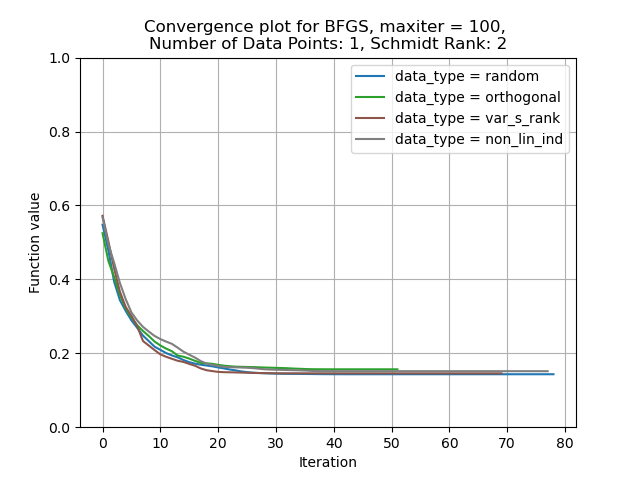 Convergence plot for BFGS, maxiter = 100,
Number of Data Points: 1, Schmidt Rank: 2
data_type = random
data_type = orthogonal
data_type = var_s_rank
data_type = non_lin_ind
Function value
1.0
0.8
0.6
0.4
0.2
0.0
0 10 20 30 40 50 60 70 80
Iteration